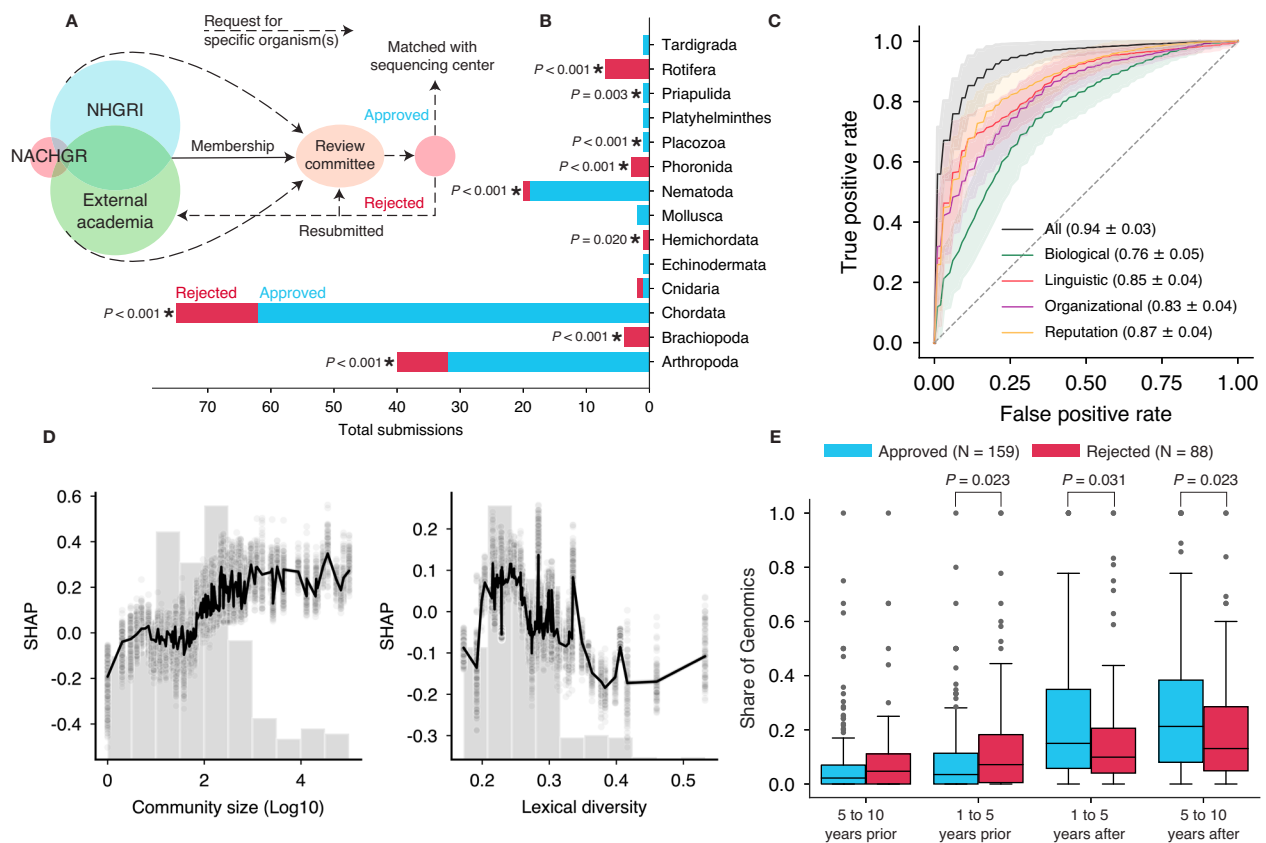 A
Request for
specific organism(s)
Matched with
sequencing center
NHGRI
Approved
NACHGR
Membership
Review
committee
External
academia
Rejected
Resubmitted
B
Tardigrada
P < 0.001 * Rotifera
P = 0.003 * Priapulida
Platyhelminthes
P < 0.001 * Placozoa
P < 0.001 * Phoronida
P < 0.001 * Nematoda
Mollusca
P = 0.020 * Hemichordata
Echinodermata
Cnidaria
Rejected Approved
P < 0.001 * Chordata
P < 0.001 * Brachiopoda
P < 0.001 * Arthropoda
70 60 50 40 30 20 10 0
Total submissions
C
True positive rate
1.0
0.8
0.6
0.4
0.2
0.0
All (0.94 ± 0.03)
Biological (0.76 ± 0.05)
Linguistic (0.85 ± 0.04)
Organizational (0.83 ± 0.04)
Reputation (0.87 ± 0.04)
0.00 0.25 0.50 0.75 1.00
False positive rate
D
SHAP
0.6
0.4
0.2
0.0
-0.2
-0.4
0 2 4
Community size (Log10)
SHAP
0.2
0.1
0.0
-0.1
-0.2
-0.3
0.2 0.3 0.4 0.5
Lexical diversity
E
Approved (N = 159) Rejected (N = 88)
P = 0.023 P = 0.031 P = 0.023
Share of Genomics
1.0
0.8
0.6
0.4
0.2
0.0
5 to 10
years prior
1 to 5
years prior
1 to 5
years after
5 to 10
years after